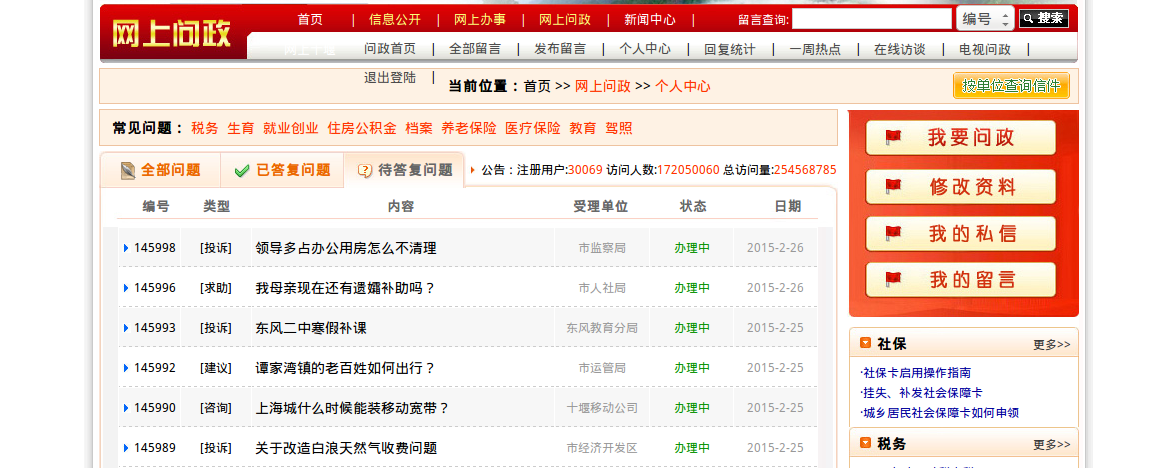 网上问政
首页 | 信息公开 | 网上办事 | 网上问政 | 新闻中心 |
留言查询: 编号 搜索
问政首页 | 全部留言 | 发布留言 | 个人中心 | 回复统计 | 一周热点 | 在线访谈 | 电视问政 |
退出登陆 |
当前位置：首页 >> 网上问政 >> 个人中心
按单位查询信件
常见问题： 税务 生育 就业创业 住房公积金 档案 养老保险 医疗保险 教育 驾照
全部问题 已答复问题 待答复问题
公告：注册用户:30069 访问人数:172050060 总访问量:254568785
编号 类型 内容 受理单位 状态 日期
145998 [投诉] 领导多占办公用房怎么不清理 市监察局 办理中 2015-2-26
145996 [求助] 我母亲现在还有遗孀补助吗？ 市人社局 办理中 2015-2-26
145993 [投诉] 东风二中寒假补课 东风教育分局 办理中 2015-2-25
145992 [建议] 谭家湾镇的老百姓如何出行？ 市运管局 办理中 2015-2-25
145990 [咨询] 上海城什么时候能装移动宽带？ 十堰移动公司 办理中 2015-2-25
145989 [投诉] 关于改造白浪天然气收费问题 市经济开发区 办理中 2015-2-25
我要问政
修改资料
我的私信
我的留言
社保 更多>>
·社保卡启用操作指南
·挂失、补发社会保障卡
·城乡居民社会保障卡如何申领
税务 更多>>